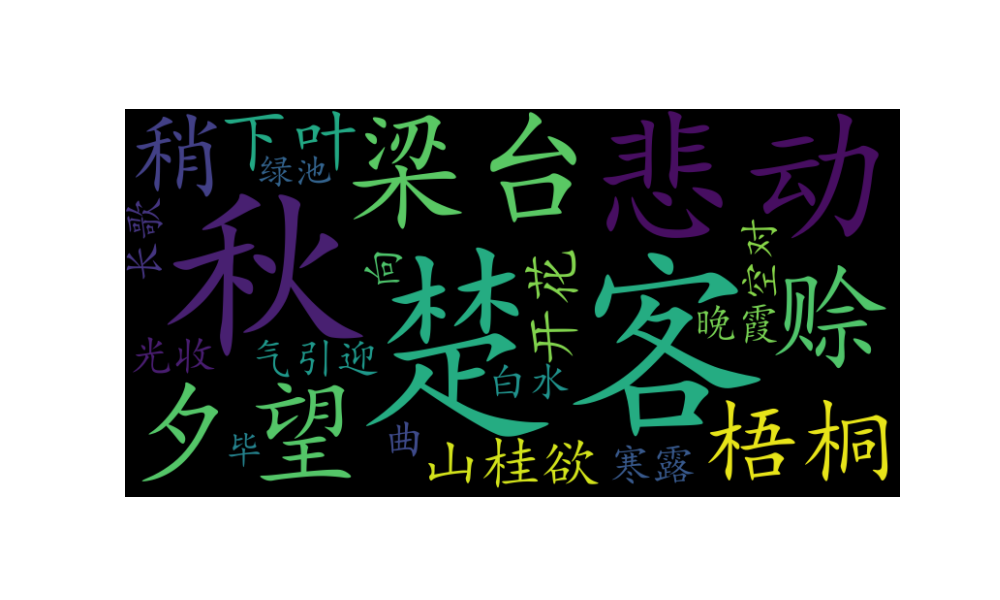 稍
下叶
绿池
梁台
悲动
长歌
秋
向
楚客
开花
空对
晚霞
赊
光收
气引迎
白水
夕望
毕
曲
山桂欲
寒露
梧桐